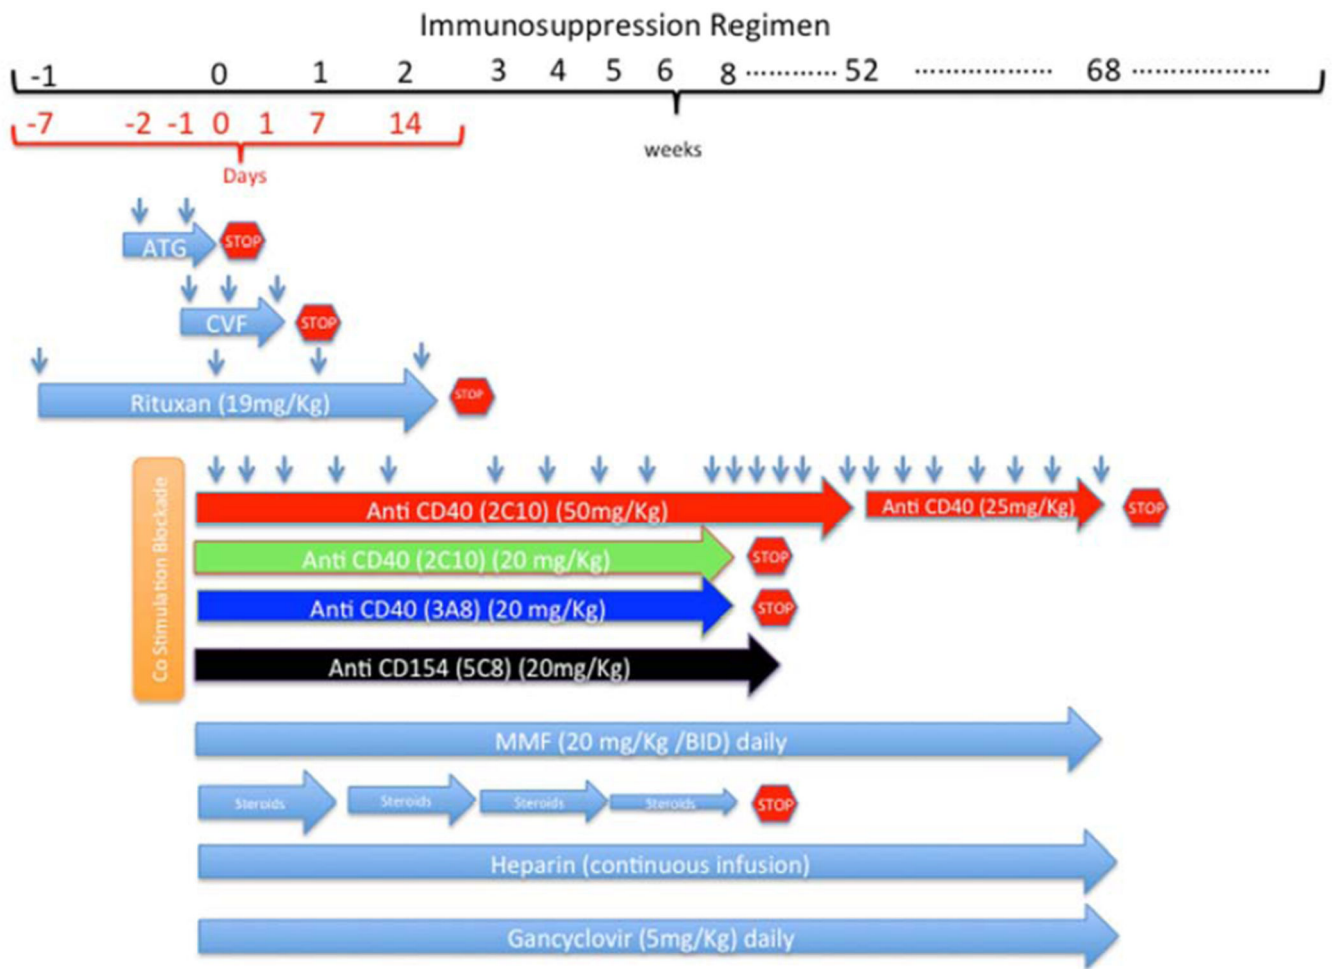 Immunosuppression Regimen
-1 0 1 2 3 4 5 6 8 ............ 52 .................. 68 ..................
-7 -2 -1 0 1 7 14
weeks
Days
ATG STOP
CVF STOP
Rituxan (19mg/Kg) STOP
Co Stimulation Blockade
Anti CD40 (2C10) (50mg/Kg) Anti CD40 (25mg/Kg) STOP
Anti CD40 (2C10) (20 mg/Kg) STOP
Anti CD40 (3A8) (20 mg/Kg) STOP
Anti CD154 (5C8) (20mg/Kg)
MMF (20 mg/Kg /BID) daily
Steroids Steroids Steroids Steroids STOP
Heparin (continuous infusion)
Gancyclovir (5mg/Kg) daily